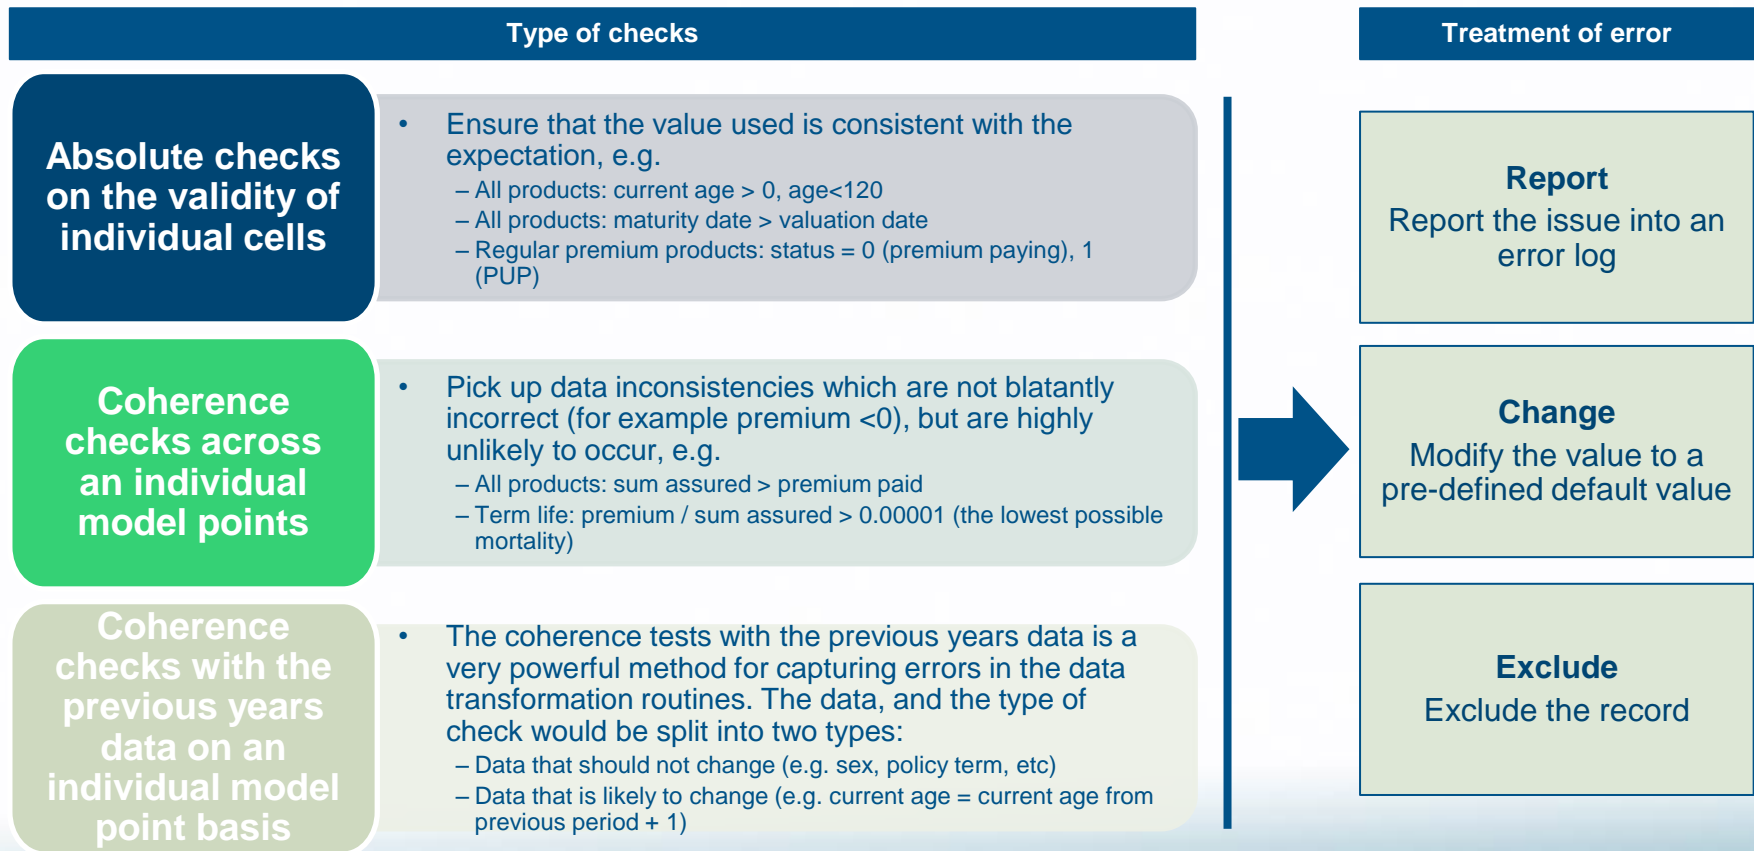 Type of checks
Treatment of error
Absolute checks
on the validity of
individual cells
• Ensure that the value used is consistent with the
expectation, e.g.
– All products: current age > 0, age<120
– All products: maturity date > valuation date
– Regular premium products: status = 0 (premium paying), 1
(PUP)
Coherence
checks across
an individual
model points
• Pick up data inconsistencies which are not blatantly
incorrect (for example premium <0), but are highly
unlikely to occur, e.g.
– All products: sum assured > premium paid
– Term life: premium / sum assured > 0.00001 (the lowest possible
mortality)
Coherence
checks with the
previous years
data on an
individual model
point basis
• The coherence tests with the previous years data is a
very powerful method for capturing errors in the data
transformation routines. The data, and the type of
check would be split into two types:
– Data that should not change (e.g. sex, policy term, etc)
– Data that is likely to change (e.g. current age = current age from
previous period + 1)
Report
Report the issue into an
error log
Change
Modify the value to a
pre-defined default value
Exclude
Exclude the record